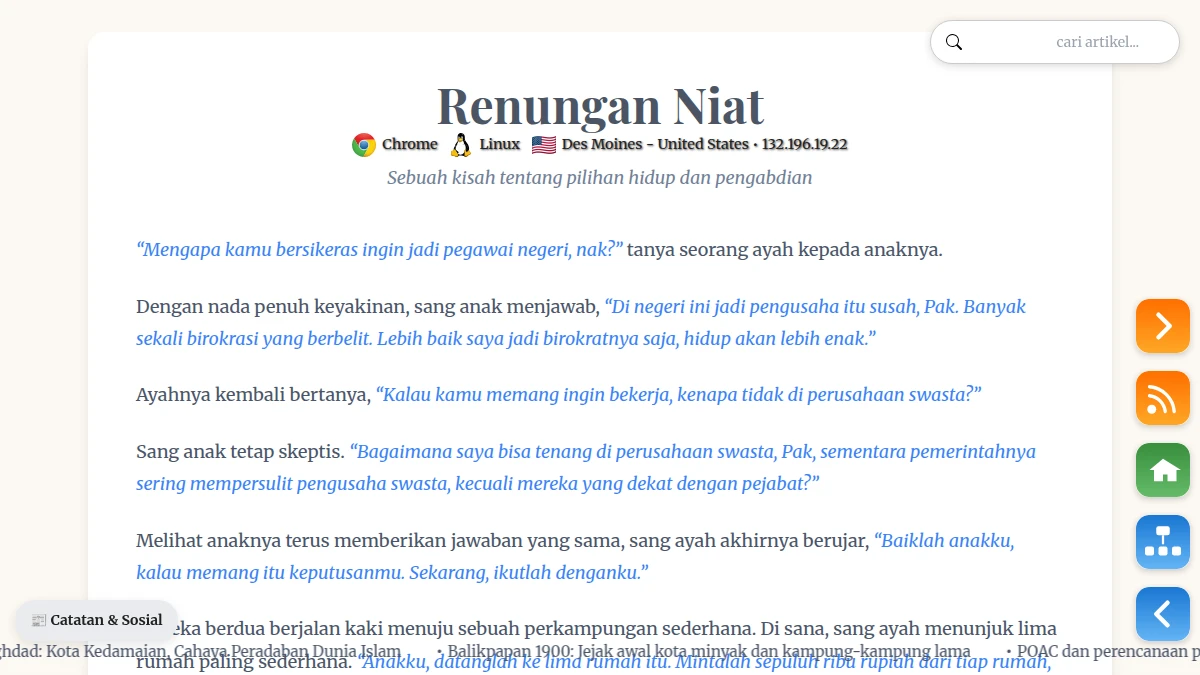 cari artikel...
Renungan Niat
Chrome Linux Des Moines - United States • 132.196.19.22
Sebuah kisah tentang pilihan hidup dan pengabdian
“Mengapa kamu bersikeras ingin jadi pegawai negeri, nak?” tanya seorang ayah kepada anaknya.
Dengan nada penuh keyakinan, sang anak menjawab, “Di negeri ini jadi pengusaha itu susah, Pak. Banyak
sekali birokrasi yang berbelit. Lebih baik saya jadi birokratnya saja, hidup akan lebih enak.”
Ayahnya kembali bertanya, “Kalau kamu memang ingin bekerja, kenapa tidak di perusahaan swasta?”
Sang anak tetap skeptis. “Bagaimana saya bisa tenang di perusahaan swasta, Pak, sementara pemerintahnya
sering mempersulit pengusaha swasta, kecuali mereka yang dekat dengan pejabat?”
Melihat anaknya terus memberikan jawaban yang sama, sang ayah akhirnya berujar, “Baiklah anakku,
kalau memang itu keputusanmu. Sekarang, ikutlah denganku.”
Catatan & Sosial
eka berdua berjalan kaki menuju sebuah perkampungan sederhana. Di sana, sang ayah menunjuk lima
ghdad: Kota Kedamaian, Cahaya Peradaban Dunia Islam • Balikpapan 1900: Jejak awal kota minyak dan kampung-kampung lama • POAC dan perencanaan p
rumah paling sederhana. “Anakku, datanglah ke lima rumah itu. Mintalah sepuluh ribu rupiah dari tiap rumah,